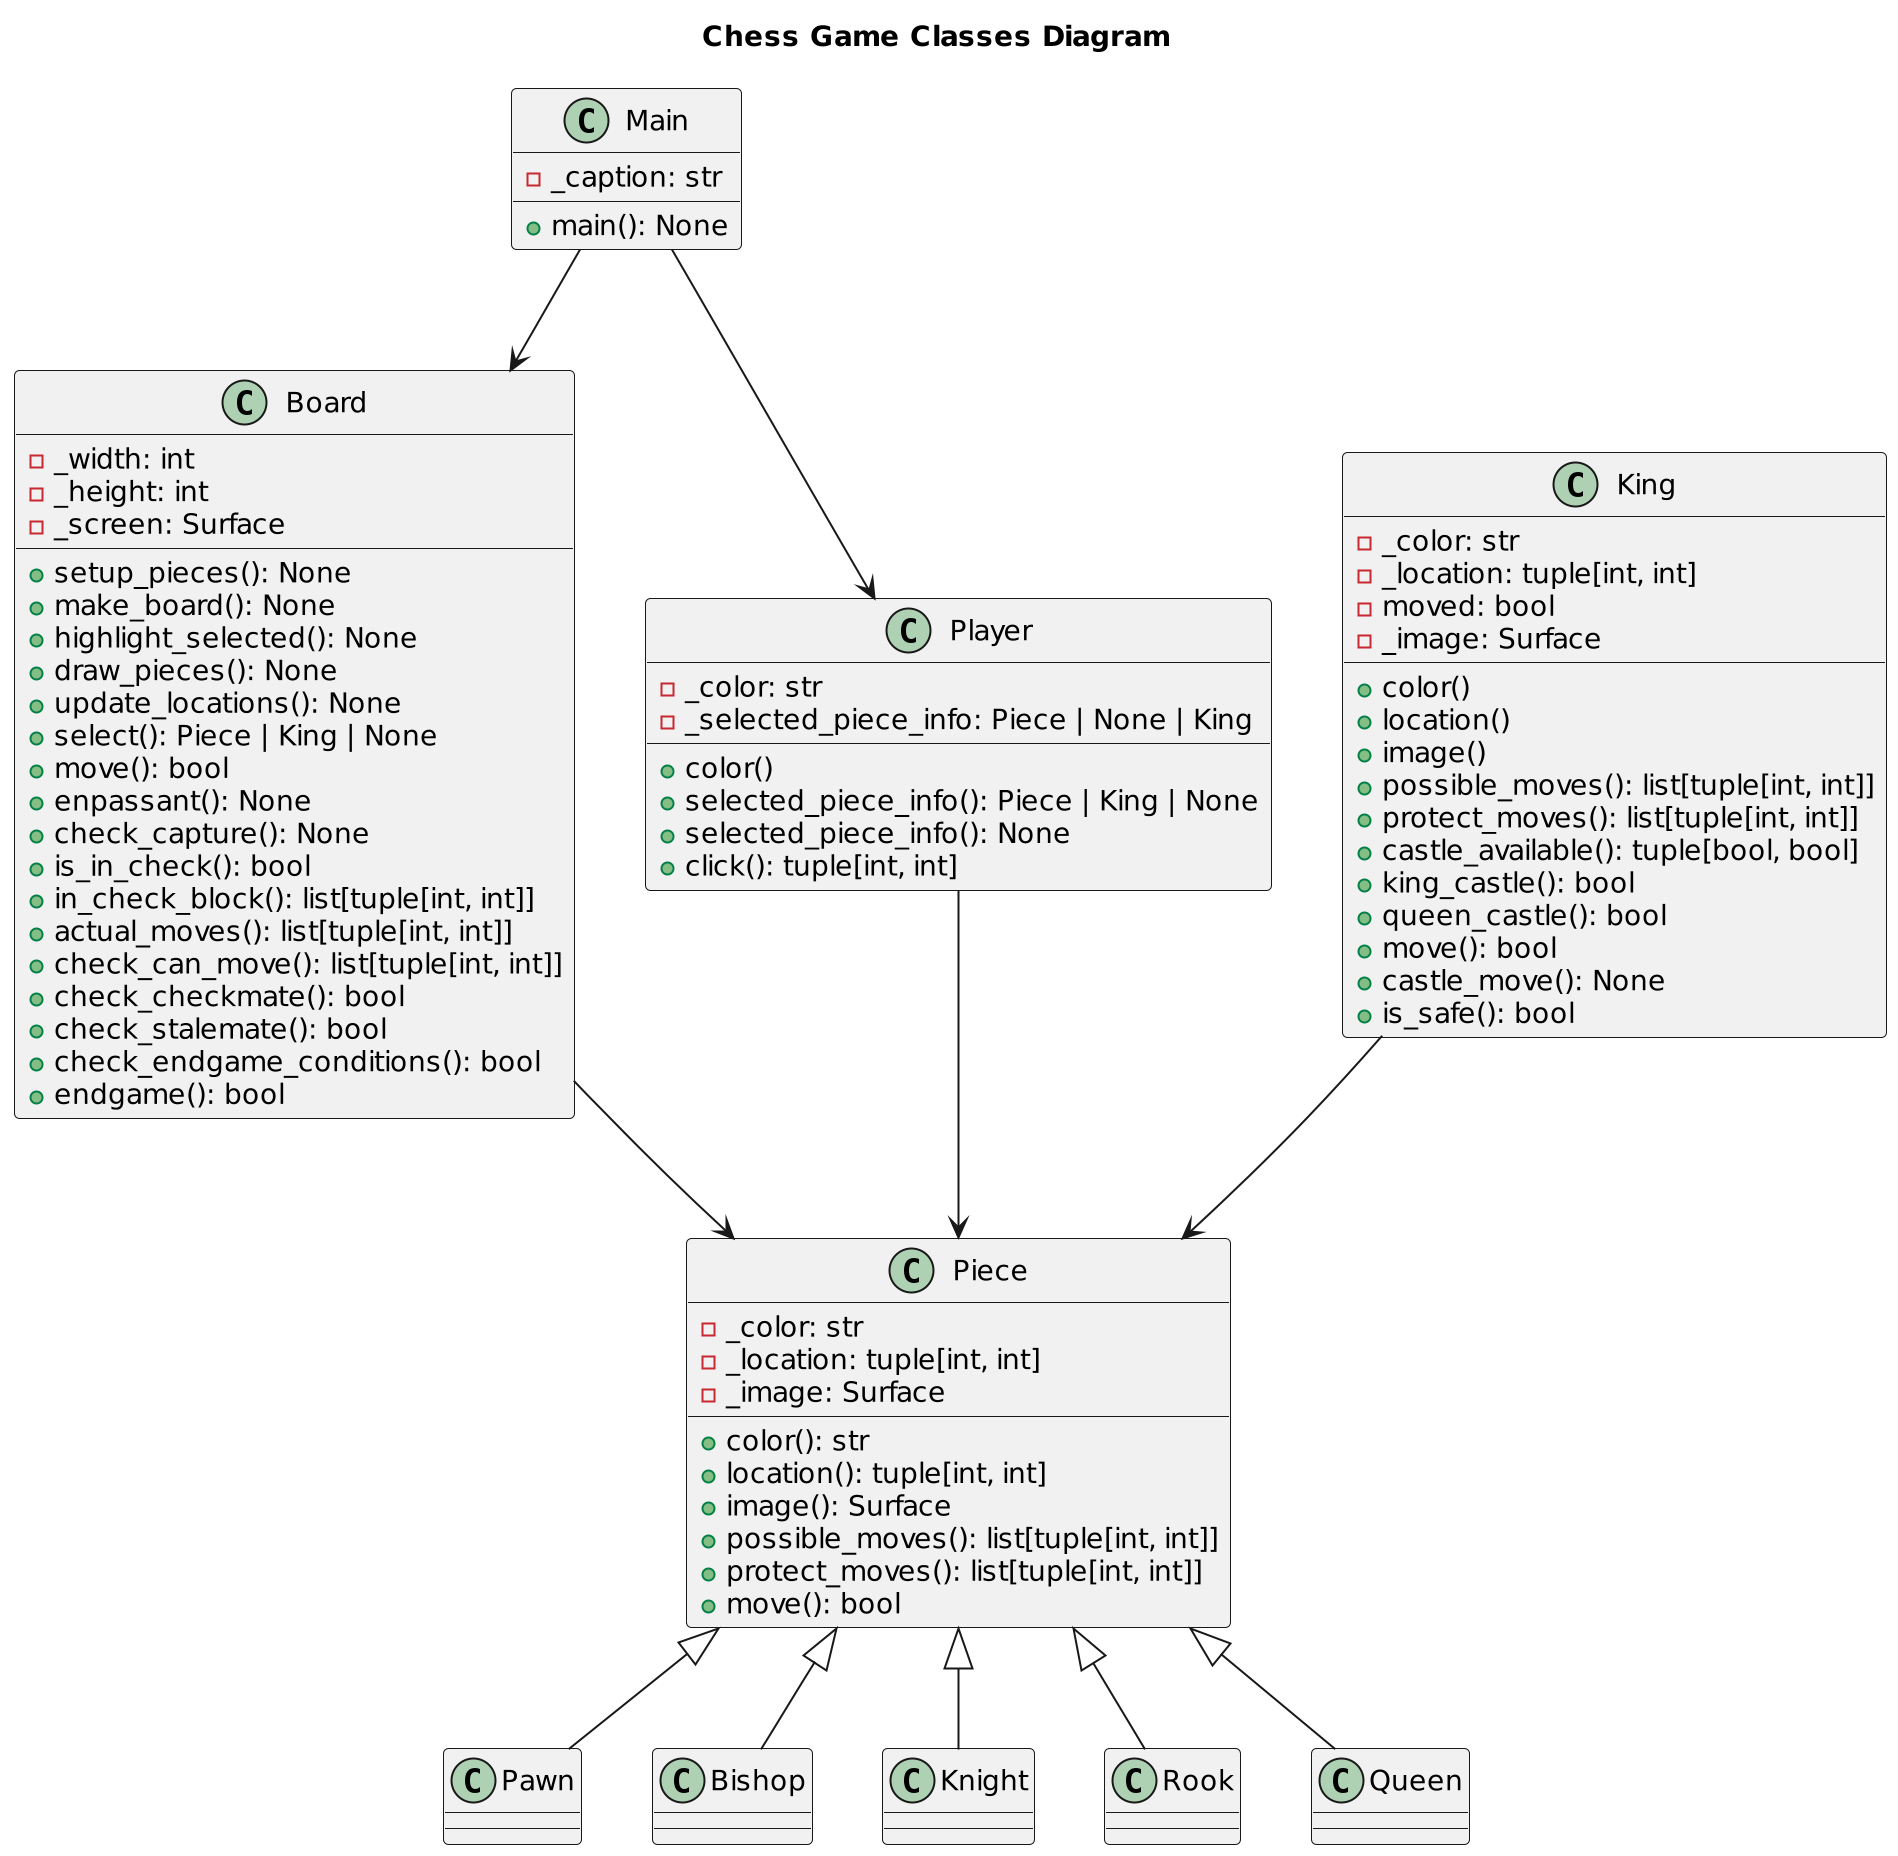 Chess Game Classes Diagram
C Main
_caption: str
main(): None
C Board
_width: int
_height: int
_screen: Surface
setup_pieces(): None
make_board(): None
highlight_selected(): None
draw_pieces(): None
update_locations(): None
select(): Piece | King | None
move(): bool
enpassant(): None
check_capture(): None
is_in_check(): bool
in_check_block(): list[tuple[int, int]]
actual_moves(): list[tuple[int, int]]
check_can_move(): list[tuple[int, int]]
check_checkmate(): bool
check_stalemate(): bool
check_endgame_conditions(): bool
endgame(): bool
C Player
_color: str
_selected_piece_info: Piece | None | King
color()
selected_piece_info(): Piece | King | None
selected_piece_info(): None
click(): tuple[int, int]
C King
_color: str
_location: tuple[int, int]
moved: bool
_image: Surface
color()
location()
image()
possible_moves(): list[tuple[int, int]]
protect_moves(): list[tuple[int, int]]
castle_available(): tuple[bool, bool]
king_castle(): bool
queen_castle(): bool
move(): bool
castle_move(): None
is_safe(): bool
C Piece
_color: str
_location: tuple[int, int]
_image: Surface
color(): str
location(): tuple[int, int]
image(): Surface
possible_moves(): list[tuple[int, int]]
protect_moves(): list[tuple[int, int]]
move(): bool
C Pawn
C Bishop
C Knight
C Rook
C Queen